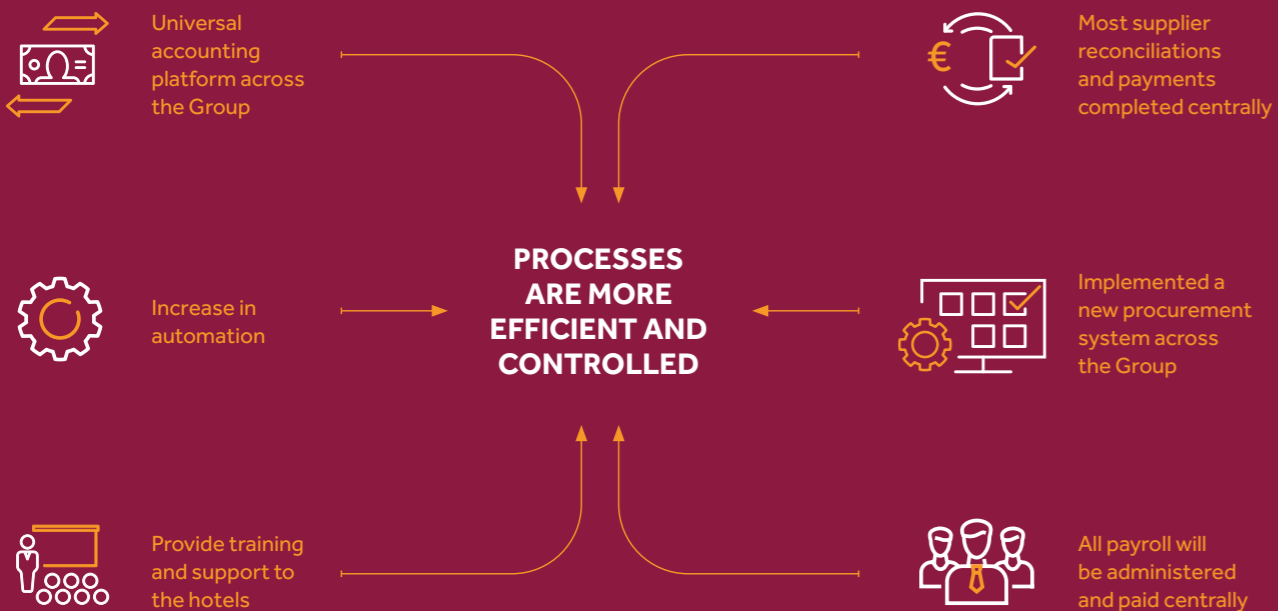 Universal
accounting
platform across
the Group
Most supplier
reconciliations
and payments
completed centrally
€
Increase in
automation
PROCESSES
ARE MORE
EFFICIENT AND
CONTROLLED
Implemented a
new procurement
system across
the Group
Provide training
and support to
the hotels
All payroll will
be administered
and paid centrally